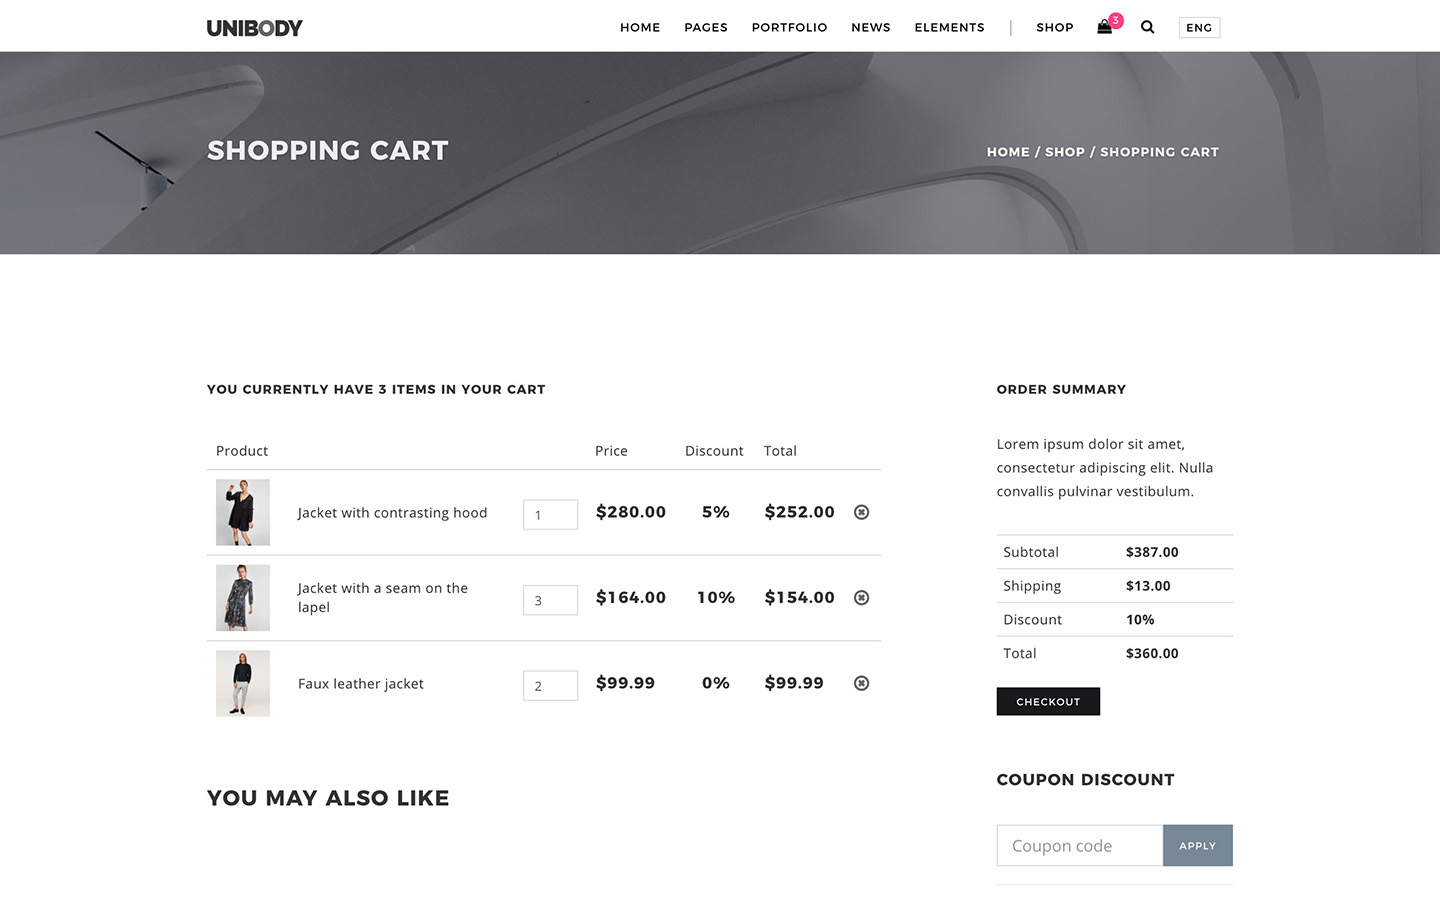 UNIBODY
HOME PAGES PORTFOLIO NEWS ELEMENTS | SHOP 3 ENG
SHOPPING CART
HOME / SHOP / SHOPPING CART
YOU CURRENTLY HAVE 3 ITEMS IN YOUR CART
Product Price Discount Total
Jacket with contrasting hood 1 $280.00 5% $252.00
Jacket with a seam on the
lapel 3 $164.00 10% $154.00
Faux leather jacket 2 $99.99 0% $99.99
YOU MAY ALSO LIKE
ORDER SUMMARY
Lorem ipsum dolor sit amet,
consectetur adipiscing elit. Nulla
convallis pulvinar vestibulum.
Subtotal $387.00
Shipping $13.00
Discount 10%
Total $360.00
CHECKOUT
COUPON DISCOUNT
Coupon code APPLY